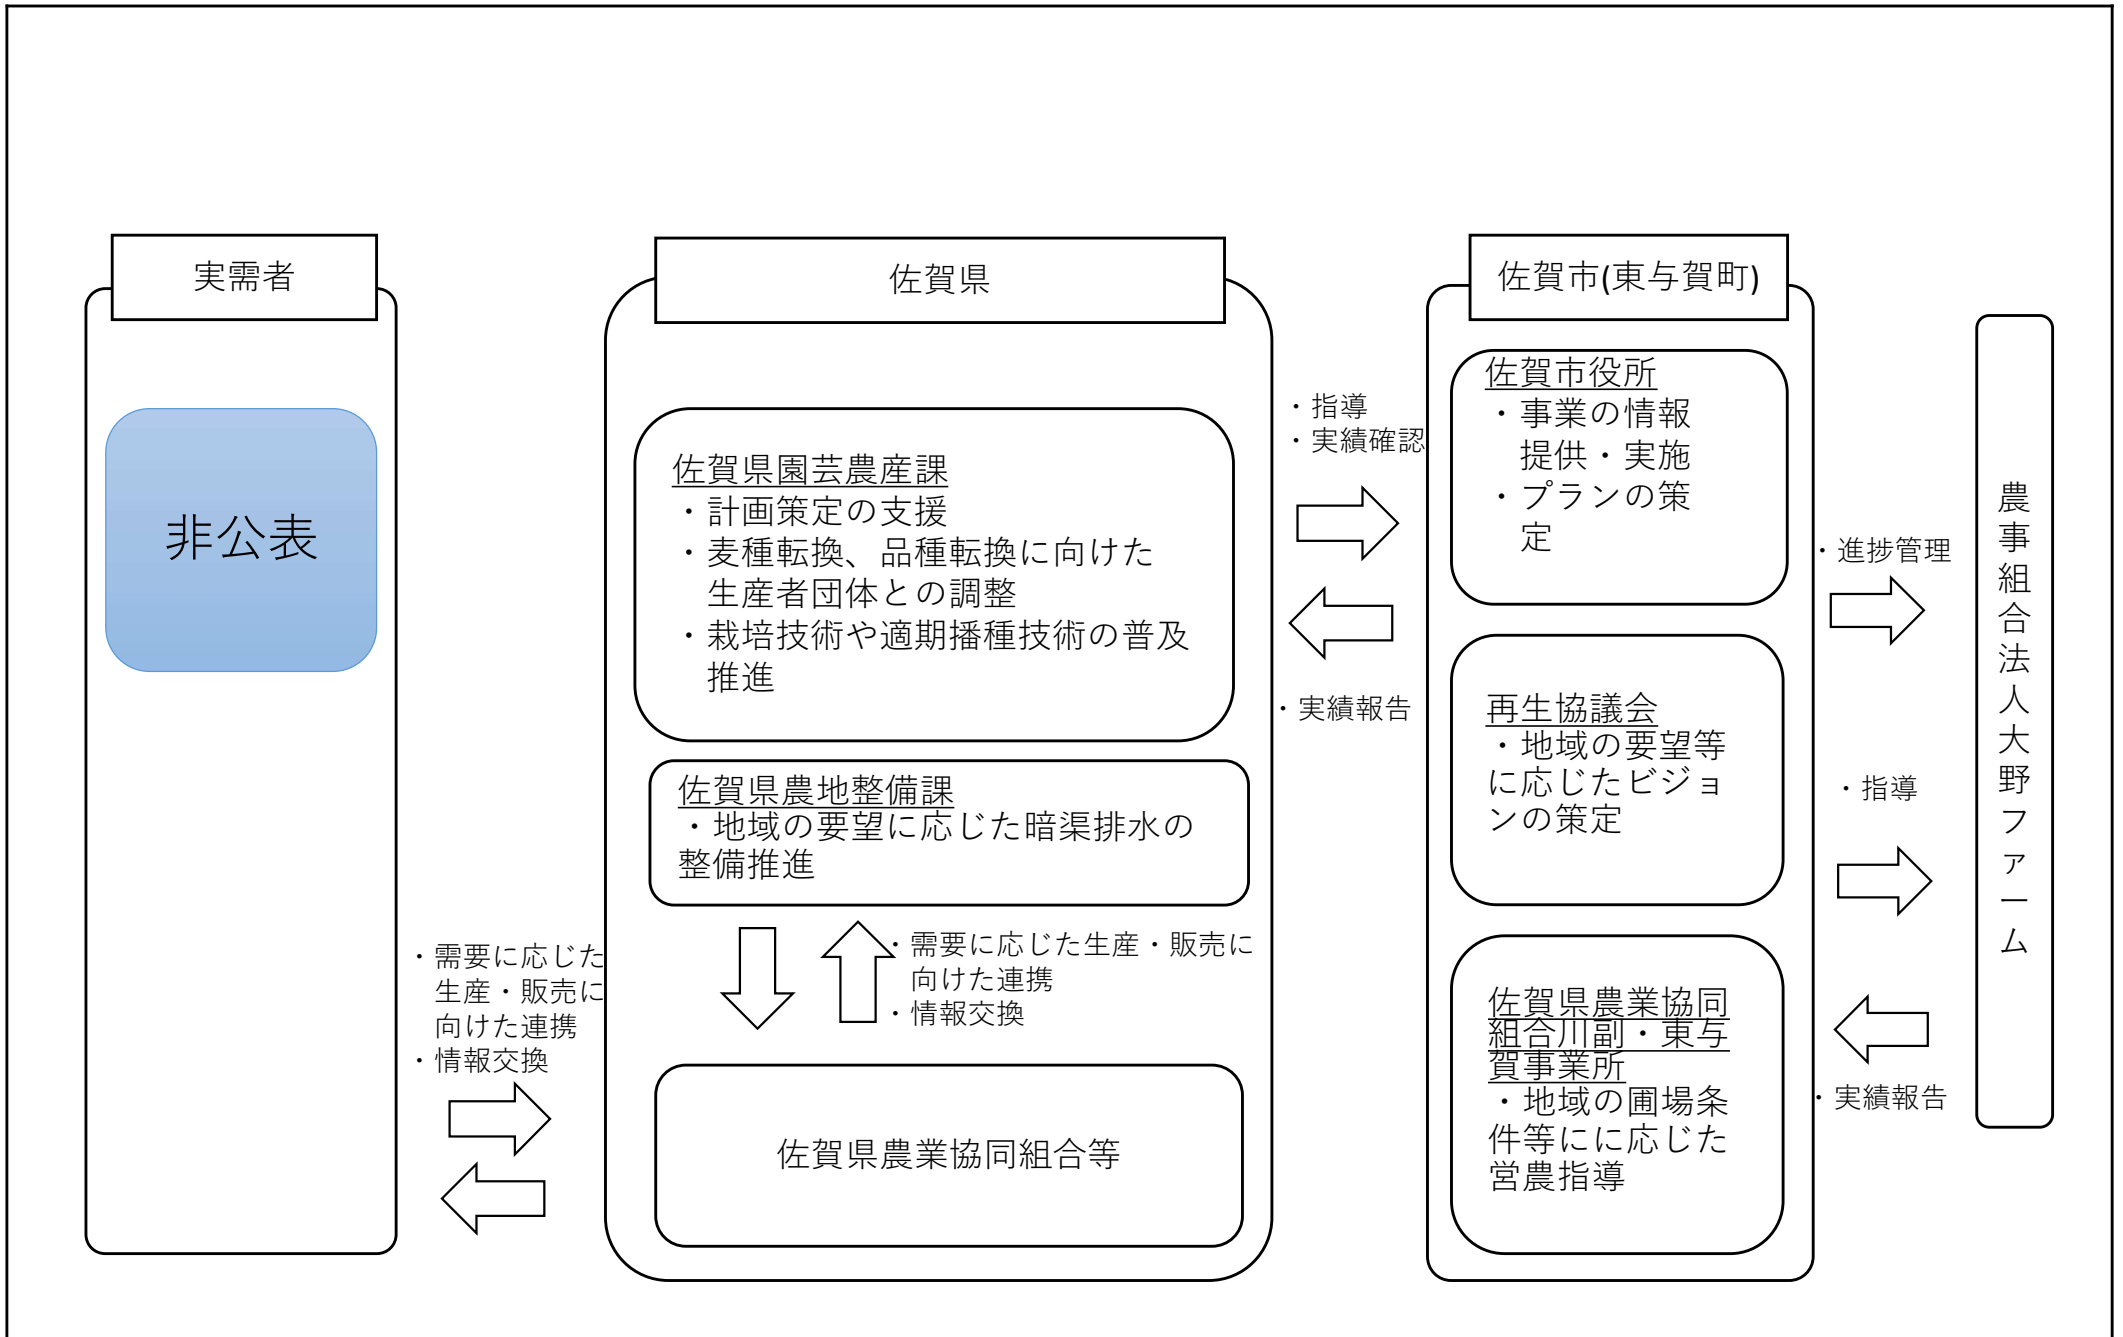 実需者
非公表
・需要に応じた
生産・販売に
向けた連携
・情報交換
佐賀県
佐賀県園芸農産課
・計画策定の支援
・麦種転換、品種転換に向けた
生産者団体との調整
・栽培技術や適期播種技術の普及
推進
佐賀県農地整備課
・地域の要望に応じた暗渠排水の
整備推進
・需要に応じた生産・販売に
向けた連携
・情報交換
佐賀県農業協同組合等
・指導
・実績確認
・実績報告
佐賀市(東与賀町)
佐賀市役所
・事業の情報
提供・実施
・プランの策
定
再生協議会
・地域の要望等
に応じたビジョ
ンの策定
佐賀県農業協同
組合川副・東与
賀事業所
・地域の圃場条
件等にに応じた
営農指導
・進捗管理
・指導
・実績報告
農事組合法人大野ファーム